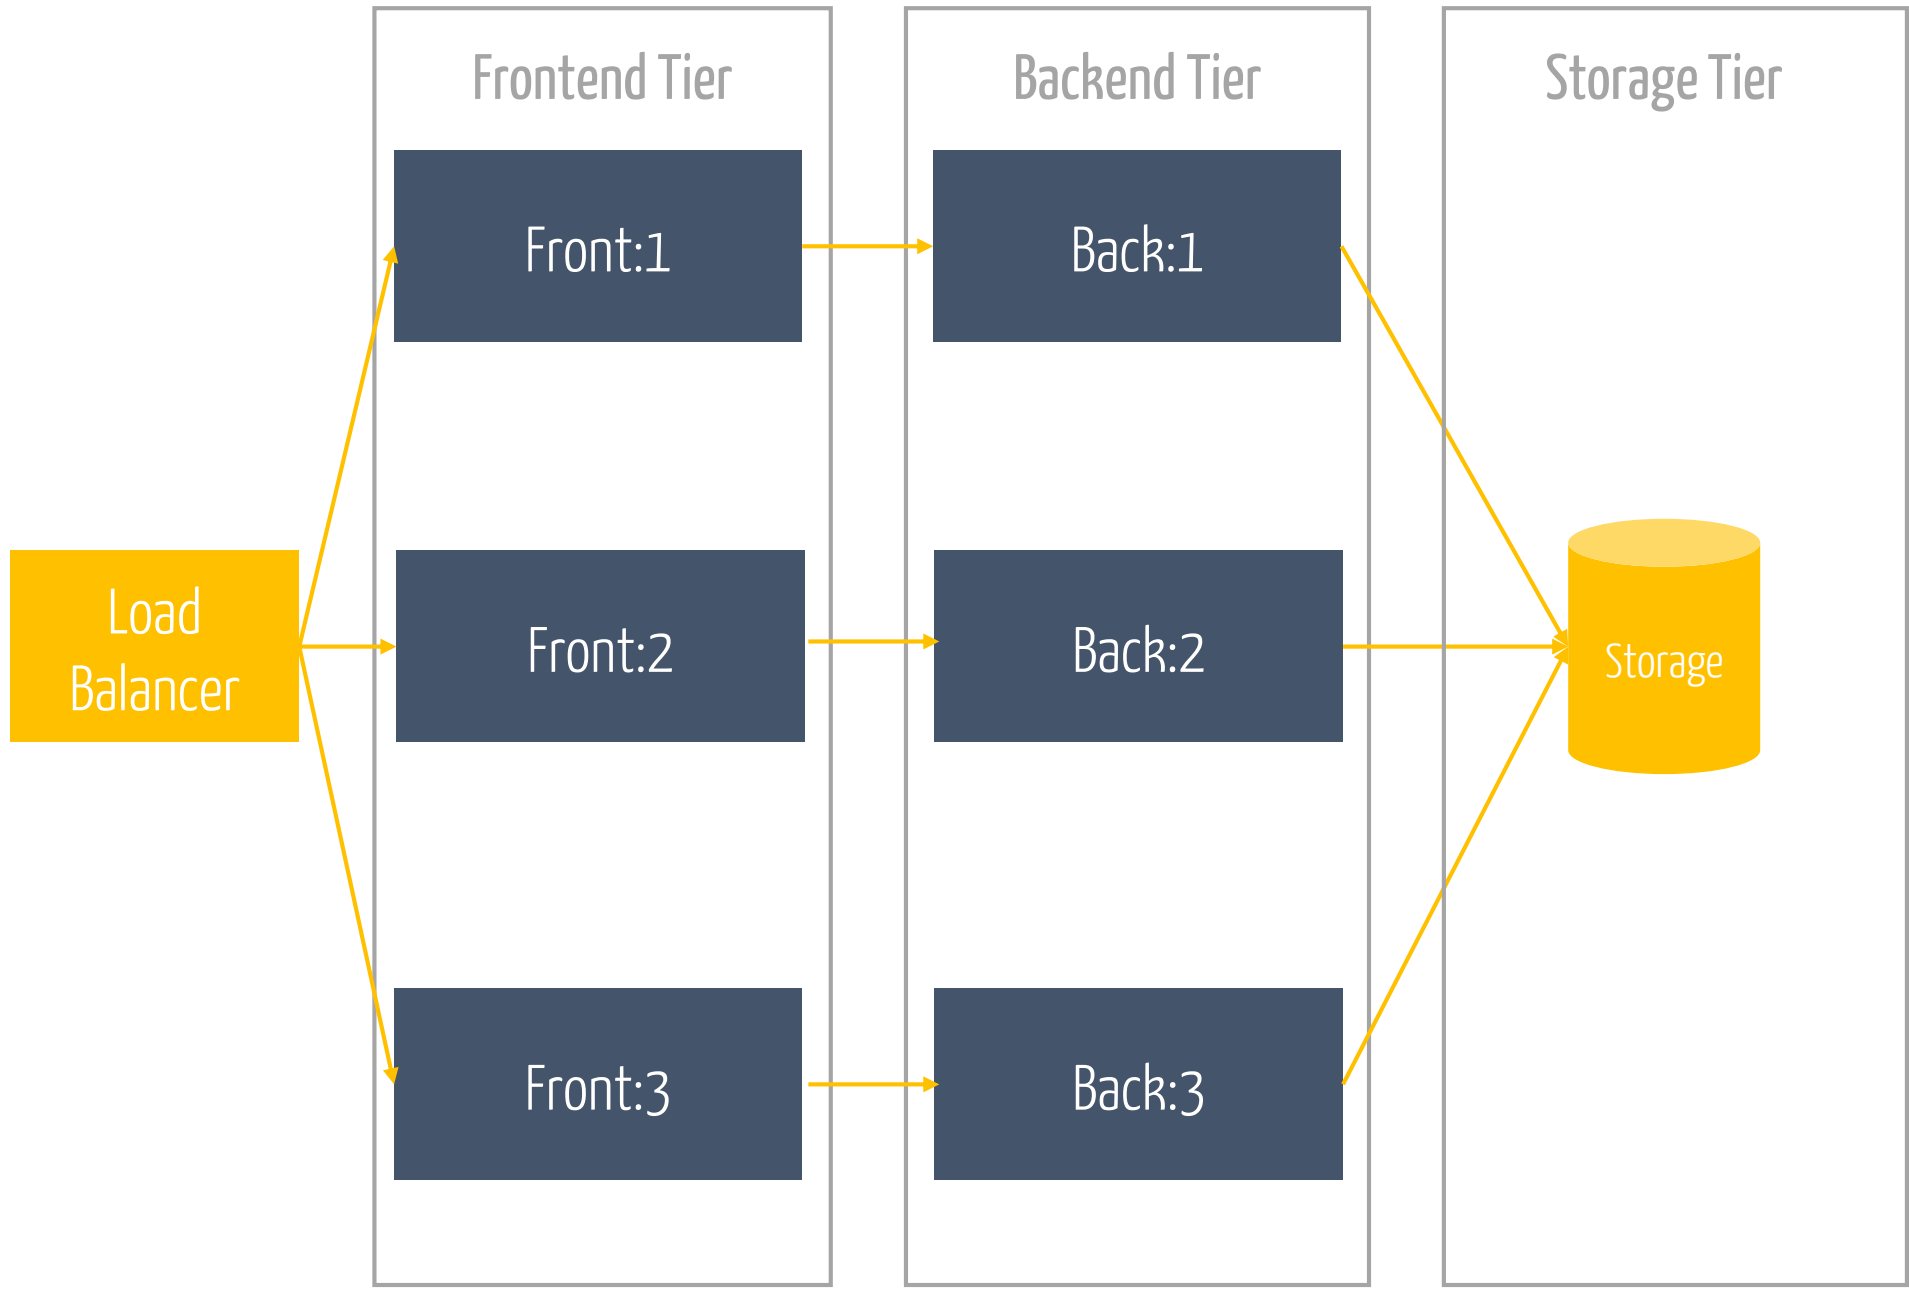 Frontend Tier
Backend Tier
Storage Tier
Front:1
Back:1
Load
Balancer
Front:2
Back:2
Storage
Front:3
Back:3